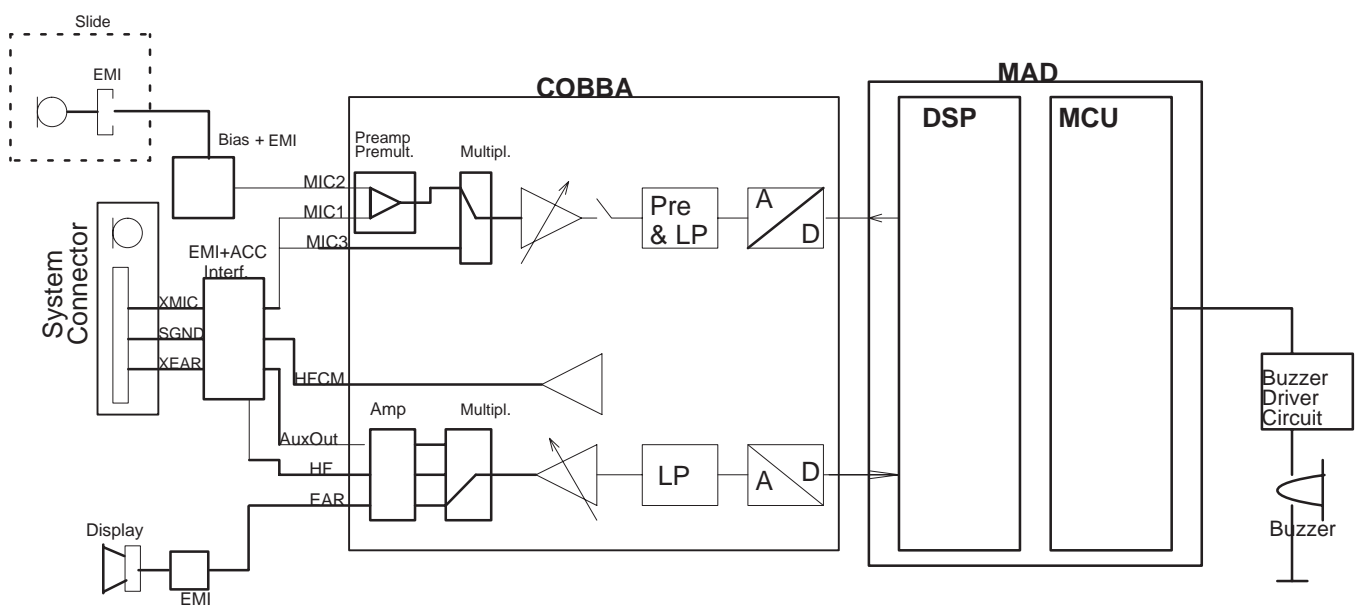 Slide
EMI
Bias + EMI
COBBA
MAD
DSP
MCU
Preamp
Premult.
Multipl.
MIC2
MIC1
MIC3
Pre
& LP
A
D
System
Connector
EMI+ACC
Interf.
XMIC
SGND
XEAR
HFCM
Amp
Multipl.
AuxOut
HF
EAR
LP
A
D
Buzzer
Driver
Circuit
Buzzer
Display
EMI